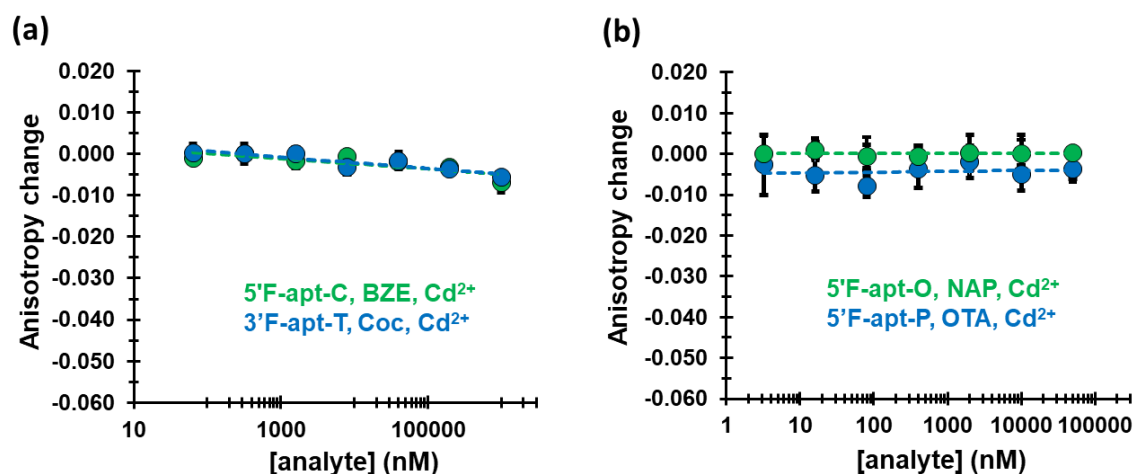 (a)
0.020
0.010
0.000
-0.010
-0.020
-0.030
-0.040
-0.050
-0.060
Anisotropy change
5'F-apt-C, BZE, Cd²⁺
3’F-apt-T, Coc, Cd²⁺
10
1000
100000
[analyte] (nM)
(b)
0.020
0.010
0.000
-0.010
-0.020
-0.030
-0.040
-0.050
-0.060
Anisotropy change
5'F-apt-O, NAP, Cd²⁺
5’F-apt-P, OTA, Cd²⁺
1
10
100
1000
10000
100000
[analyte] (nM)